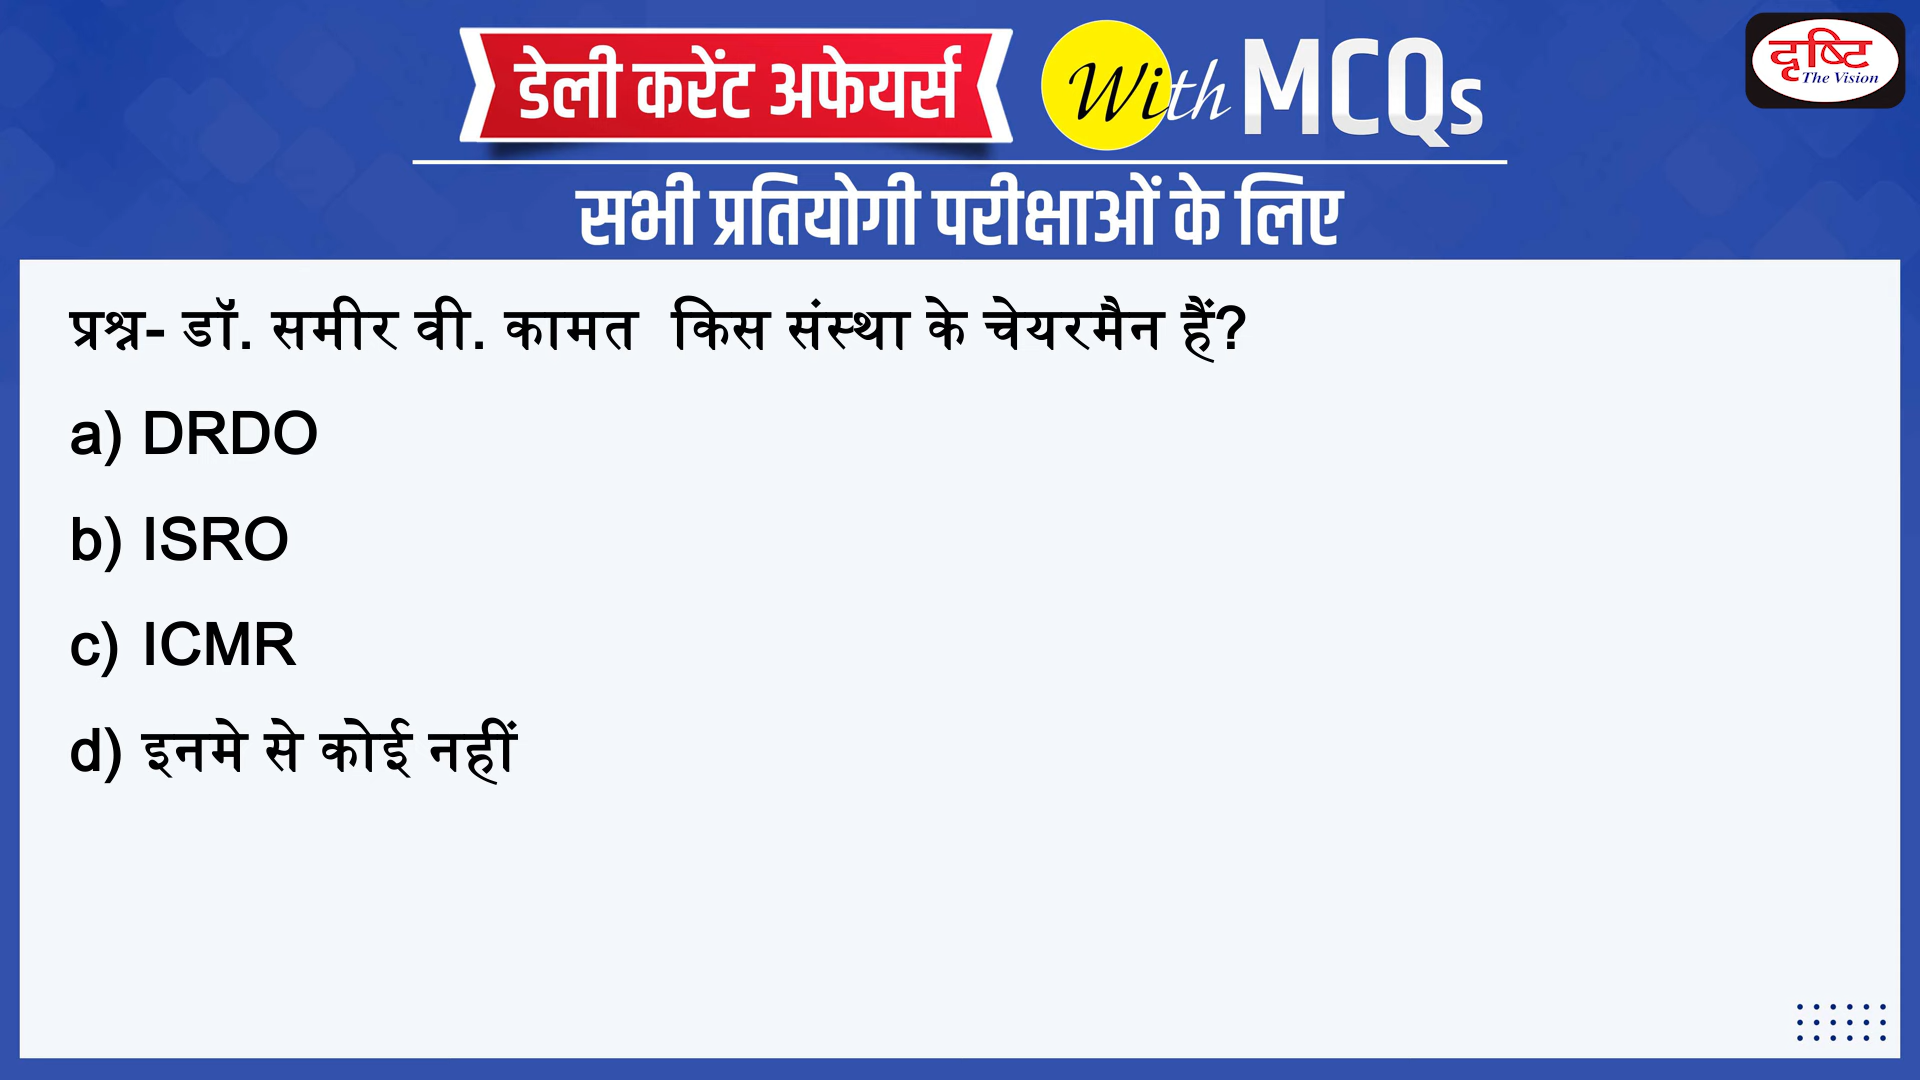 डेली करेंट अफेयर्स With MCQs
दृष्टि
The Vision
सभी प्रतियोगी परीक्षाओं के लिए
प्रश्न- डॉ. समीर वी. कामत किस संस्था के चेयरमैन हैं?
a) DRDO
b) ISRO
c) ICMR
d) इनमे से कोई नहीं